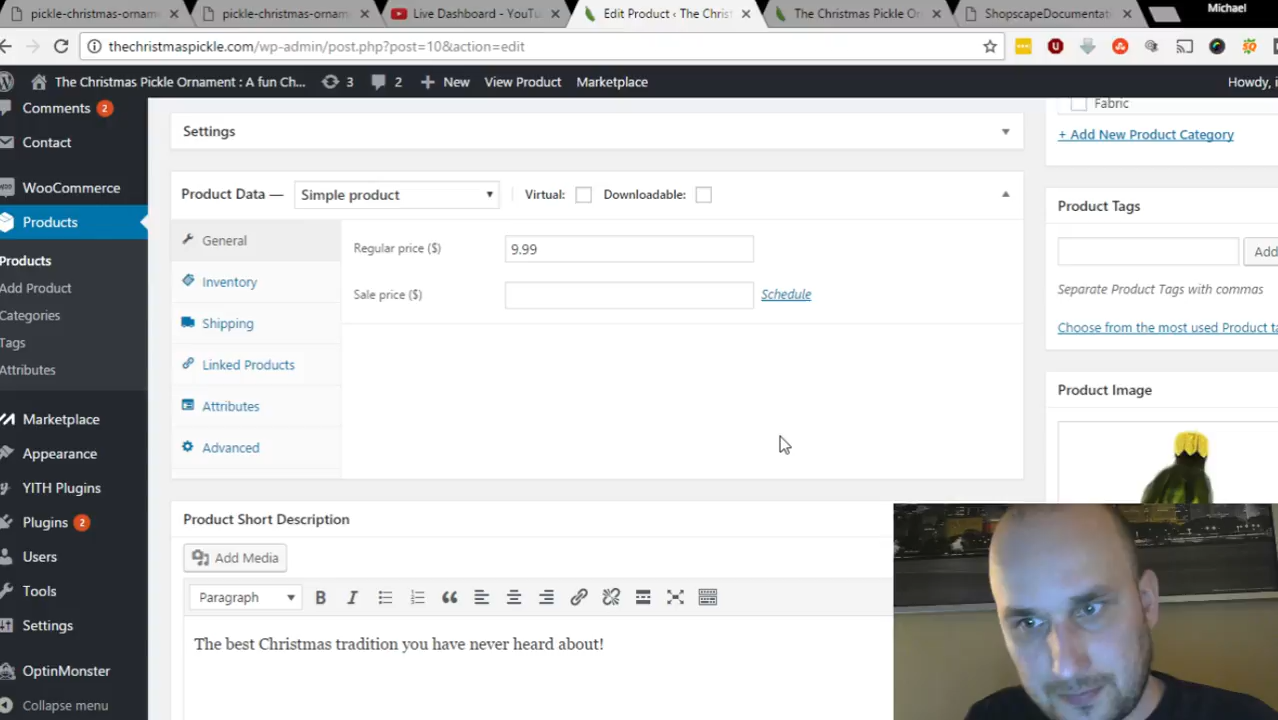 pickle-christmas-ornam
pickle-christmas-ornam
Live Dashboard - YouTu
Edit Product ‹ The Chris
The Christmas Pickle Or
ShopscapeDocumentati
Michael
thechristmaspickle.com/wp-admin/post.php?post=10&action=edit
The Christmas Pickle Ornament : A fun Ch...
3
2
New
View Product
Marketplace
Howdy, i
Comments 2
Contact
WooCommerce
Products
Products
Add Product
Categories
Tags
Attributes
Marketplace
Appearance
YITH Plugins
Plugins 2
Users
Tools
Settings
OptinMonster
Collapse menu
Settings
Product Data — Simple product Virtual: Downloadable:
General
Inventory
Shipping
Linked Products
Attributes
Advanced
Regular price ($) 9.99
Sale price ($) Schedule
Product Short Description
Add Media
Paragraph
The best Christmas tradition you have never heard about!
Fabric
+ Add New Product Category
Product Tags
Add
Separate Product Tags with commas
Choose from the most used Product ta
Product Image